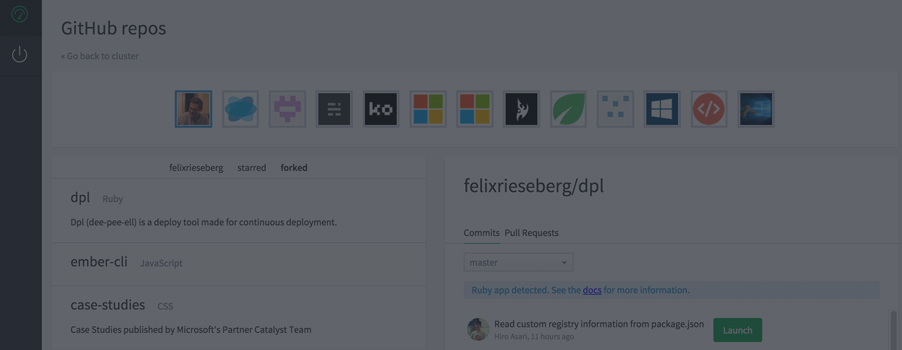 GitHub repos
« Go back to cluster
ko
felixrieseberg starred forked
dpl Ruby
Dpl (dee-pee-ell) is a deploy tool made for continuous deployment.
ember-cli JavaScript
case-studies CSS
Case Studies published by Microsoft's Partner Catalyst Team
felixrieseberg/dpl
Commits Pull Requests
master
Ruby app detected. See the docs for more information.
Read custom registry information from package.json
Hiro Asari, 11 hours ago
Launch